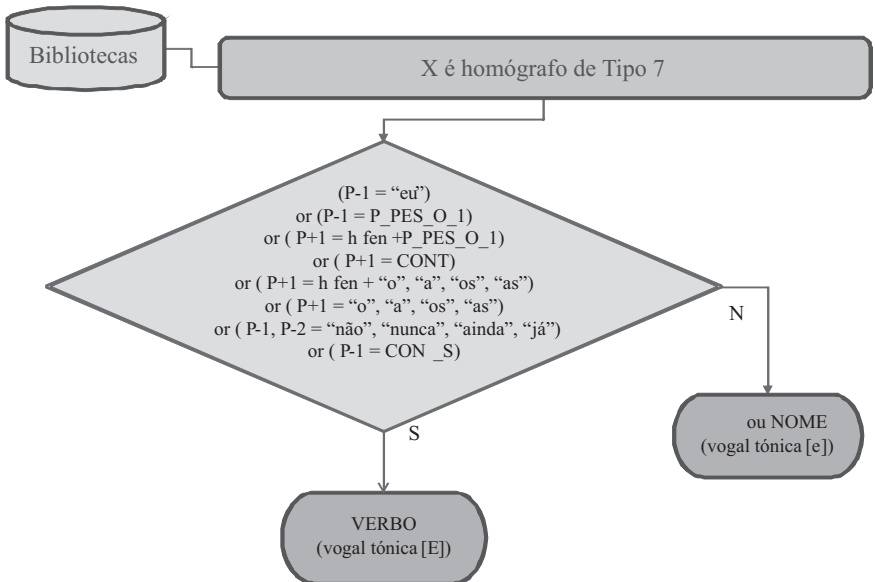 Bibliotecas
X é homógrafo de Tipo 7
(P-1 = “eu”)
or (P-1 = P_PES_O_1)
or ( P+1 = h fen +P_PES_O_1)
or ( P+1 = CONT)
or ( P+1 = h fen + “o”, “a”, “os”, “as”)
or ( P+1 = “o”, “a”, “os”, “as”)
or ( P-1, P-2 = “não”, “nunca”, “ainda”, “já”)
or ( P-1 = CON _S)
N
S
ou NOME
(vogal tónica [e])
VERBO
(vogal tónica [E])